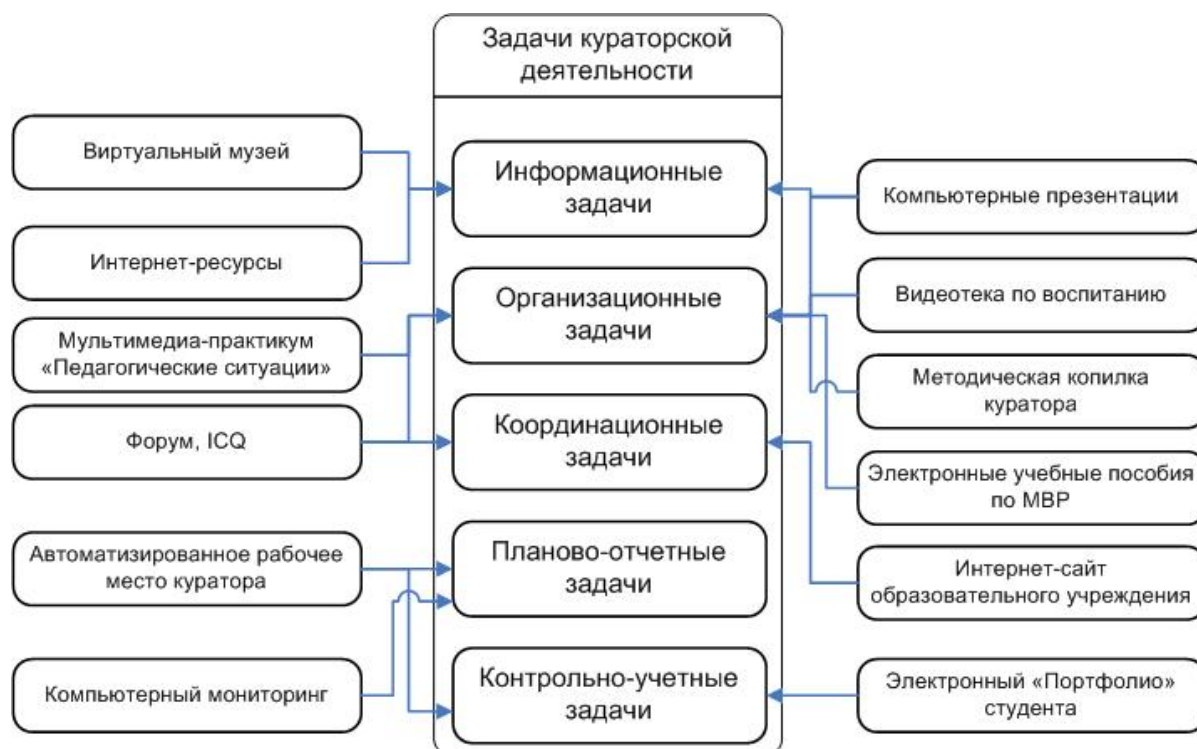 Задачи кураторской
деятельности
Виртуальный музей
Интернет-ресурсы
Мультимедиа-практикум
«Педагогические ситуации»
Форум, ICQ
Автоматизированное рабочее
место куратора
Компьютерный мониторинг
Информационные
задачи
Организационные
задачи
Координационные
задачи
Планово-отчетные
задачи
Контрольно-учетные
задачи
Компьютерные презентации
Видеотека по воспитанию
Методическая копилка
куратора
Электронные учебные пособия
по МВР
Интернет-сайт
образовательного учреждения
Электронный «Портфолио»
студента